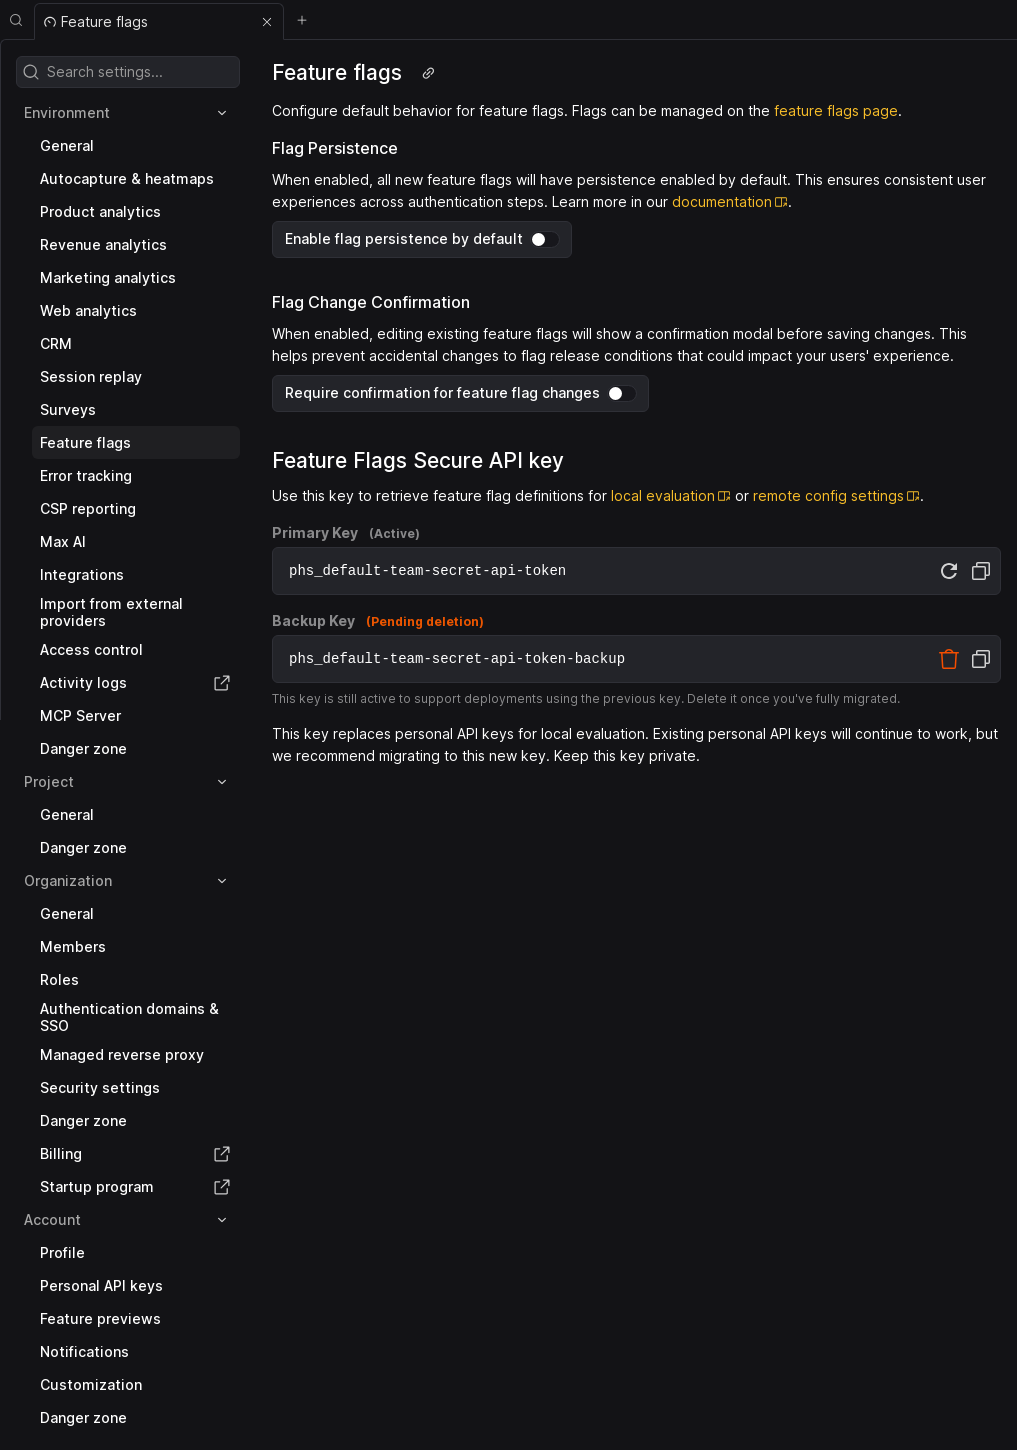 Feature flags
Search settings...
Environment
General
Autocapture & heatmaps
Product analytics
Revenue analytics
Marketing analytics
Web analytics
CRM
Session replay
Surveys
Feature flags
Error tracking
CSP reporting
Max AI
Integrations
Import from external
providers
Access control
Activity logs
MCP Server
Danger zone
Project
General
Danger zone
Organization
General
Members
Roles
Authentication domains &
SSO
Managed reverse proxy
Security settings
Danger zone
Billing
Startup program
Account
Profile
Personal API keys
Feature previews
Notifications
Customization
Danger zone
Feature flags
Configure default behavior for feature flags. Flags can be managed on the feature flags page.
Flag Persistence
When enabled, all new feature flags will have persistence enabled by default. This ensures consistent user
experiences across authentication steps. Learn more in our documentation.
Enable flag persistence by default
Flag Change Confirmation
When enabled, editing existing feature flags will show a confirmation modal before saving changes. This
helps prevent accidental changes to flag release conditions that could impact your users' experience.
Require confirmation for feature flag changes
Feature Flags Secure API key
Use this key to retrieve feature flag definitions for local evaluation or remote config settings.
Primary Key (Active)
phs_default-team-secret-api-token
Backup Key (Pending deletion)
phs_default-team-secret-api-token-backup
This key is still active to support deployments using the previous key. Delete it once you've fully migrated.
This key replaces personal API keys for local evaluation. Existing personal API keys will continue to work, but
we recommend migrating to this new key. Keep this key private.